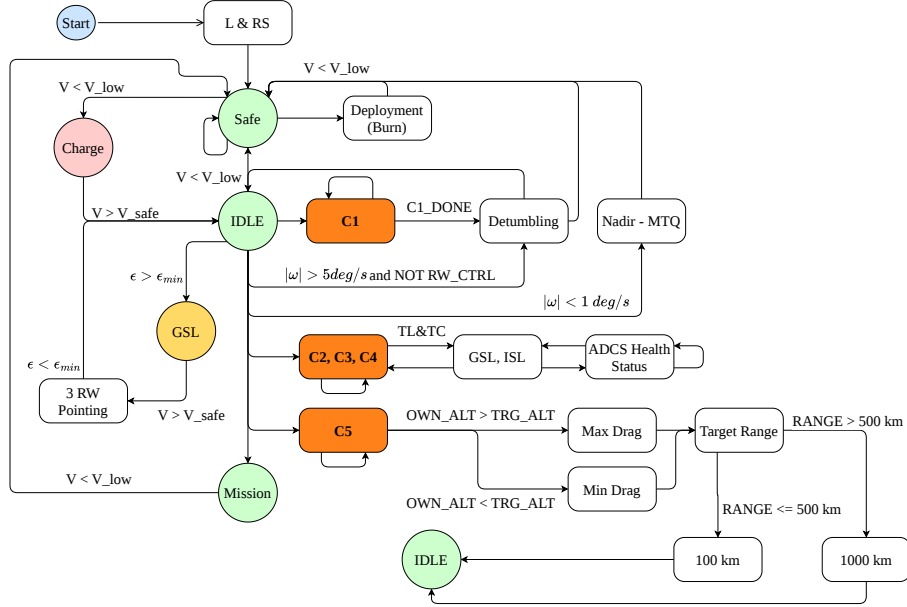 Start
L & RS
V < V_low
V < V_low
Safe
Deployment
(Burn)
Charge
V < V_low
V > V_safe
IDLE
C1
C1_DONE
Detumbling
Nadir - MTQ
ϵ > ϵ_min
|ω| > 5deg/s and NOT RW_CTRL
|ω| < 1 deg/s
GSL
TL&TC
C2, C3, C4
GSL, ISL
ADCS Health
Status
ϵ < ϵ_min
3 RW
Pointing
V > V_safe
C5
OWN_ALT > TRG_ALT
Max Drag
Target Range
RANGE > 500 km
V < V_low
Mission
OWN_ALT < TRG_ALT
Min Drag
RANGE <= 500 km
IDLE
100 km
1000 km